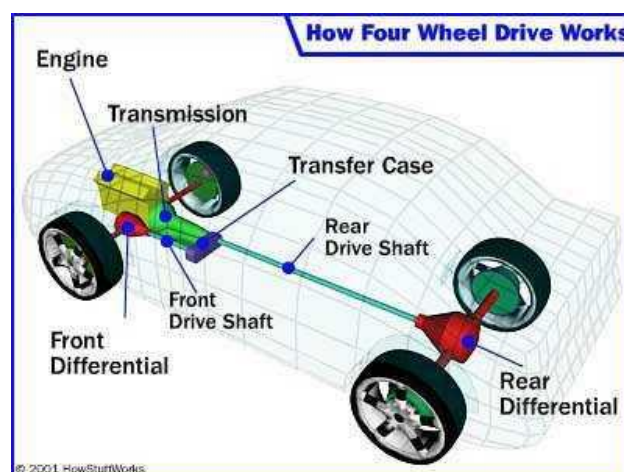 How Four Wheel Drive Works
Engine
Transmission
Transfer Case
Rear
Drive Shaft
Front
Drive Shaft
Front
Differential
Rear
Differential
© 2001 HowStuffWorks